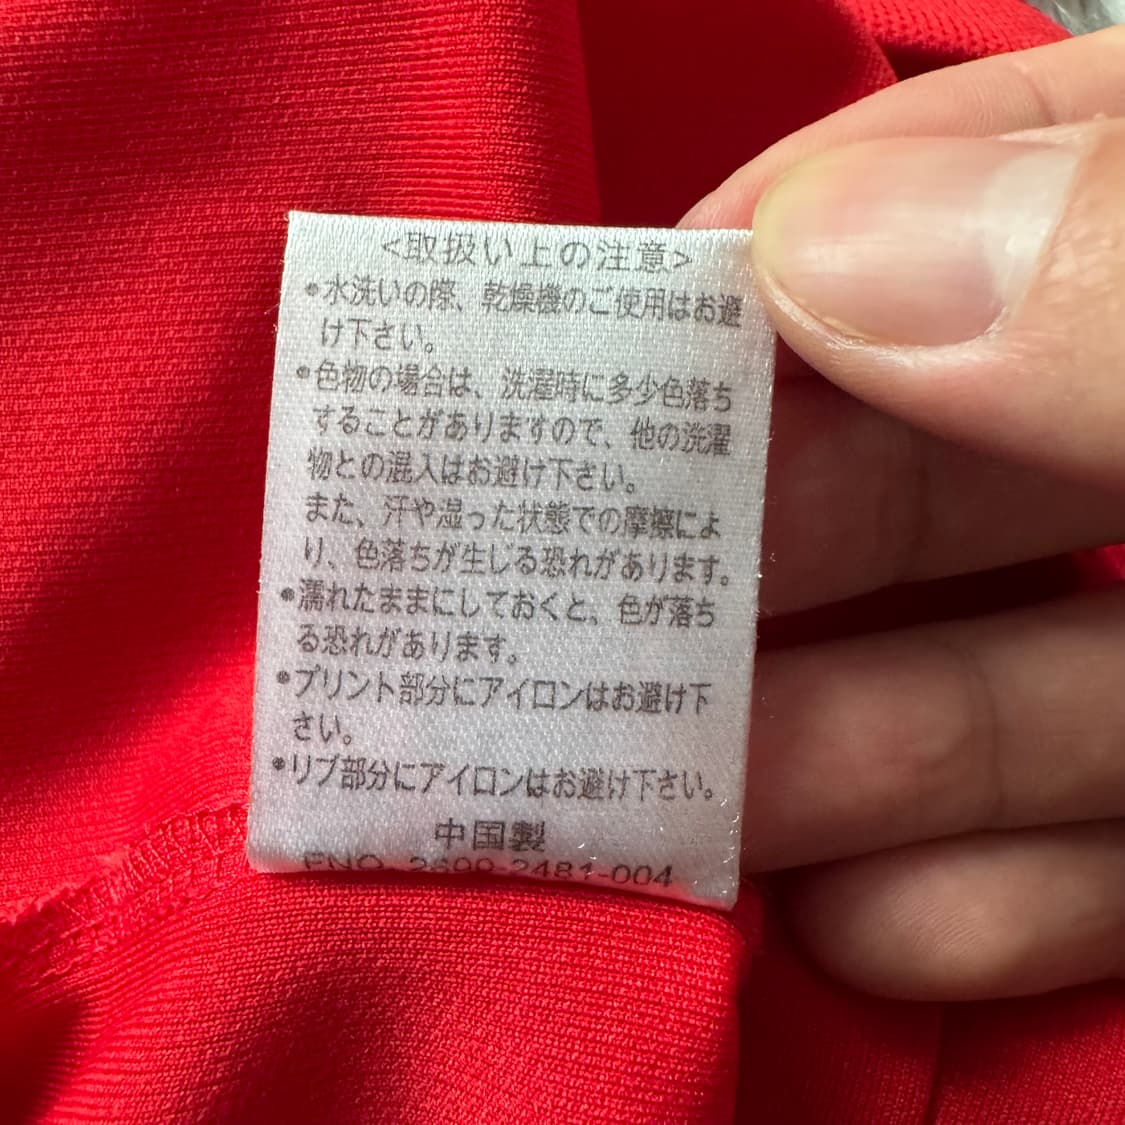 <取扱い上の注意>
•水洗いの際、乾燥機のご使用はお避
け下さい。
•色物の場合は、洗濯時に多少色落ち
することがありますので、他の洗濯
物との混入はお避け下さい。
また、汗や湿った状態での摩擦によ
り、色落ちが生じる恐れがあります。
•濡れたままにしておくと、色が落ち
る恐れがあります。
•プリント部分にアイロンはお避け下
さい。
•リブ部分にアイロンはお避け下さい。
中国製
FNO. 2699-2481-004